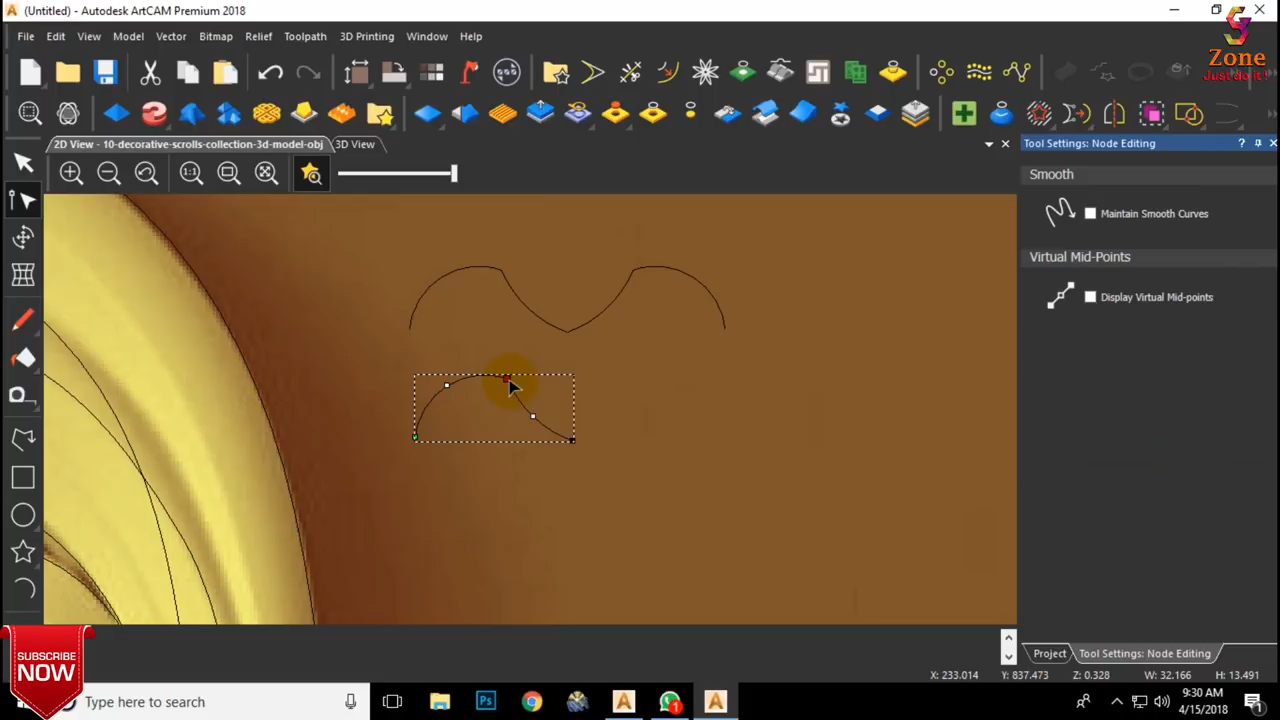 (Untitled) - Autodesk ArtCAM Premium 2018
File Edit View Model Vector Bitmap Relief Toolpath 3D Printing Window Help
Zone
Just do it !
2D View - 10-decorative-scrolls-collection-3d-model-obj
3D View
Tool Settings: Node Editing
1:1
Smooth
Maintain Smooth Curves
Virtual Mid-Points
Display Virtual Mid-points
SUBSCRIBE
NOW
Project
Tool Settings: Node Editing
X: 233.014 Y: 837.473 Z: 0.328 W: 32.166 H: 13.491
Type here to search
9:30 AM
4/15/2018